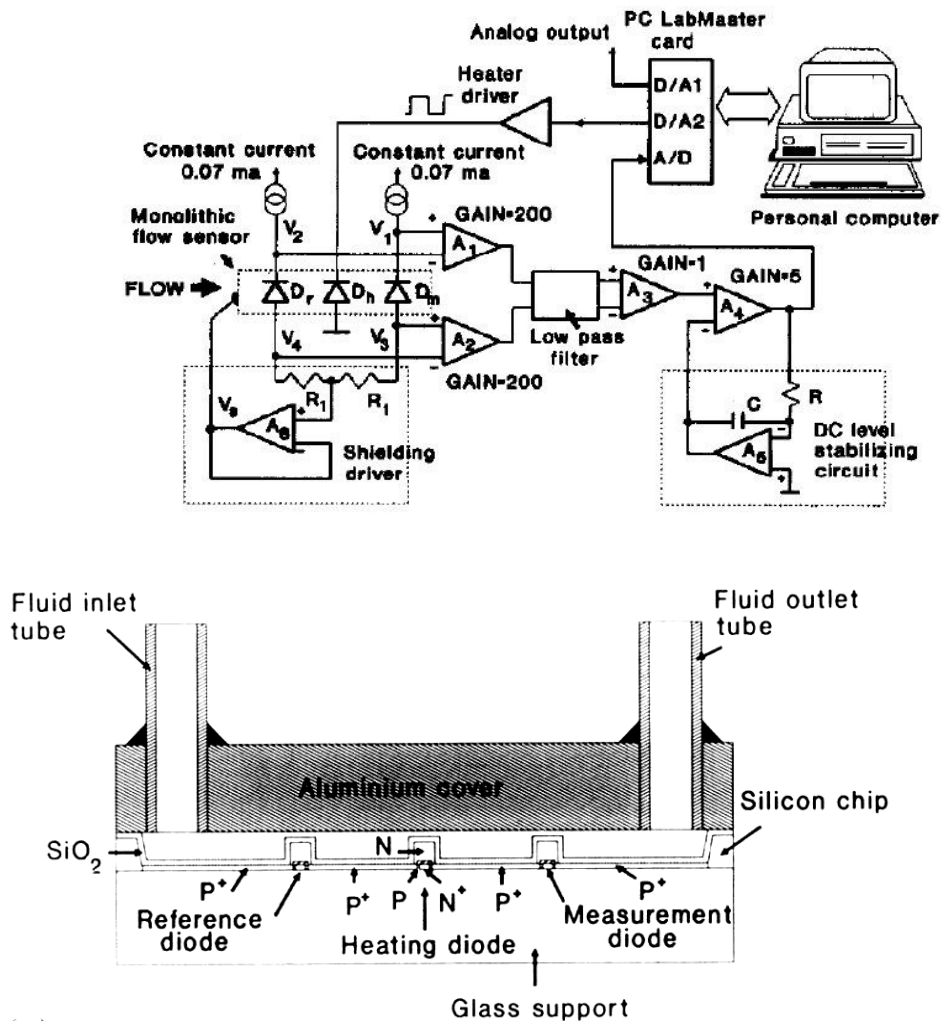 PC LabMaater
card
Analog output
D/A1
D/A2
A/D
Heater
driver
Personal computer
Constant current
0.07 ma
Constant current
0.07 ma
Monolithic
flow sensor
V2
V1
+
-
A1
GAIN=200
FLOW
Dr
Dh
Dm
V4
V3
+
-
A2
GAIN=200
Low pass
filter
+
-
A3
GAIN=1
+
-
A4
GAIN=5
R1
R1
Vs
A6
+
Shielding
driver
C
R
A5
-
+
DC level
stabilizing
circuit
Fluid inlet
tube
Fluid outlet
tube
Aluminium cover
Silicon chip
SiO2
N
P+
P+
P
N+
P+
P+
Reference
diode
Heating diode
Measurement
diode
Glass support